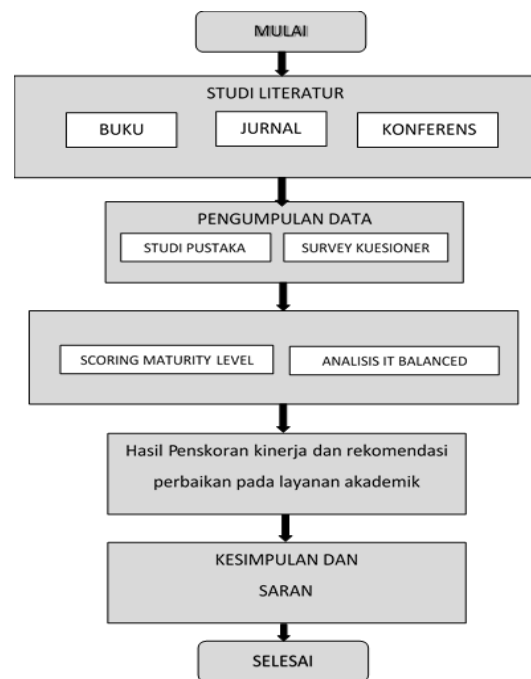 MULAI
STUDI LITERATUR
BUKU
JURNAL
KONFERENS
PENGUMPULAN DATA
STUDI PUSTAKA
SURVEY KUESIONER
SCORING MATURITY LEVEL
ANALISIS IT BALANCED
Hasil Penskoran kinerja dan rekomendasi
perbaikan pada layanan akademik
KESIMPULAN DAN
SARAN
SELESAI